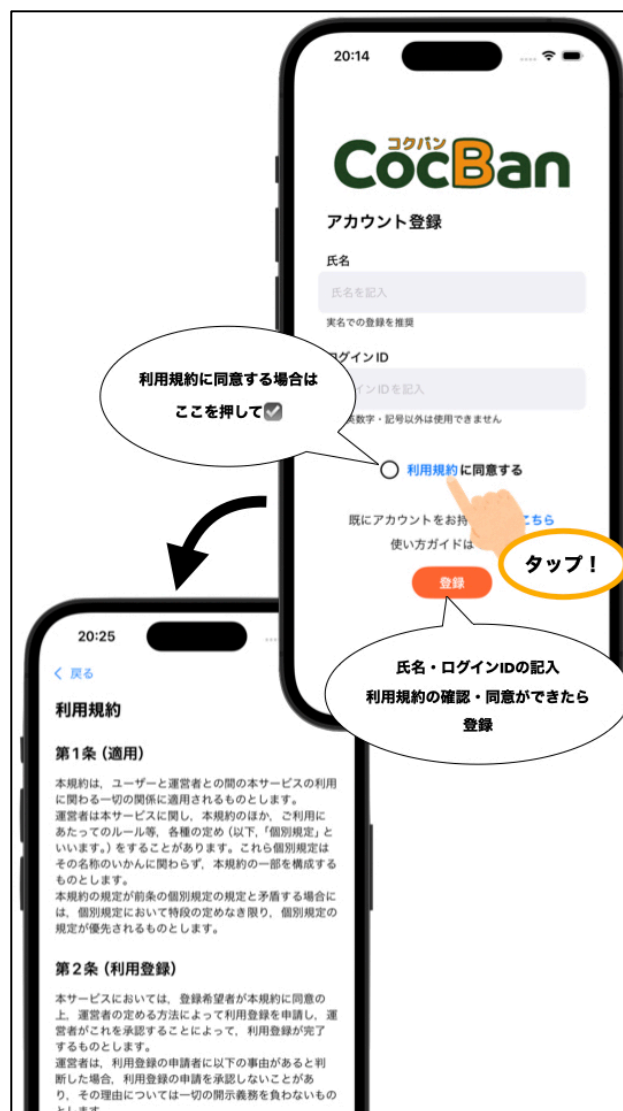 20:14
コクバン
CocBan
アカウント登録
氏名
氏名を記入
実名での登録を推奨
ログインID
インIDを記入
英数字・記号以外は使用できません
利用規約に同意する場合は
ここを押して☑
利用規約に同意する
既にアカウントをお持
こちら
使い方ガイドは
タップ！
登録
氏名・ログインIDの記入
利用規約の確認・同意ができたら
登録
20:25
戻る
利用規約
第1条（適用）
本規約は，ユーザーと運営者との間の本サービスの利用
に関わる一切の関係に適用されるものとします。
運営者は本サービスに関し，本規約のほか，ご利用に
あたってのルール等，各種の定め（以下，「個別規定」と
いいます。）をすることがあります。これら個別規定は
その名称のいかんに関わらず，本規約の一部を構成する
ものとします。
本規約の規定が前条の個別規定の規定と矛盾する場合に
は，個別規定において特段の定めなき限り，個別規定の
規定が優先されるものとします。
第2条（利用登録）
本サービスにおいては，登録希望者が本規約に同意の
上，運営者の定める方法によって利用登録を申請し，運
営者がこれを承認することによって，利用登録が完了
するものとします。
運営者は，利用登録の申請者に以下の事由があると判
断した場合，利用登録の申請を承認しないことがあ
り，その理由については一切の開示義務を負わないもの
とします